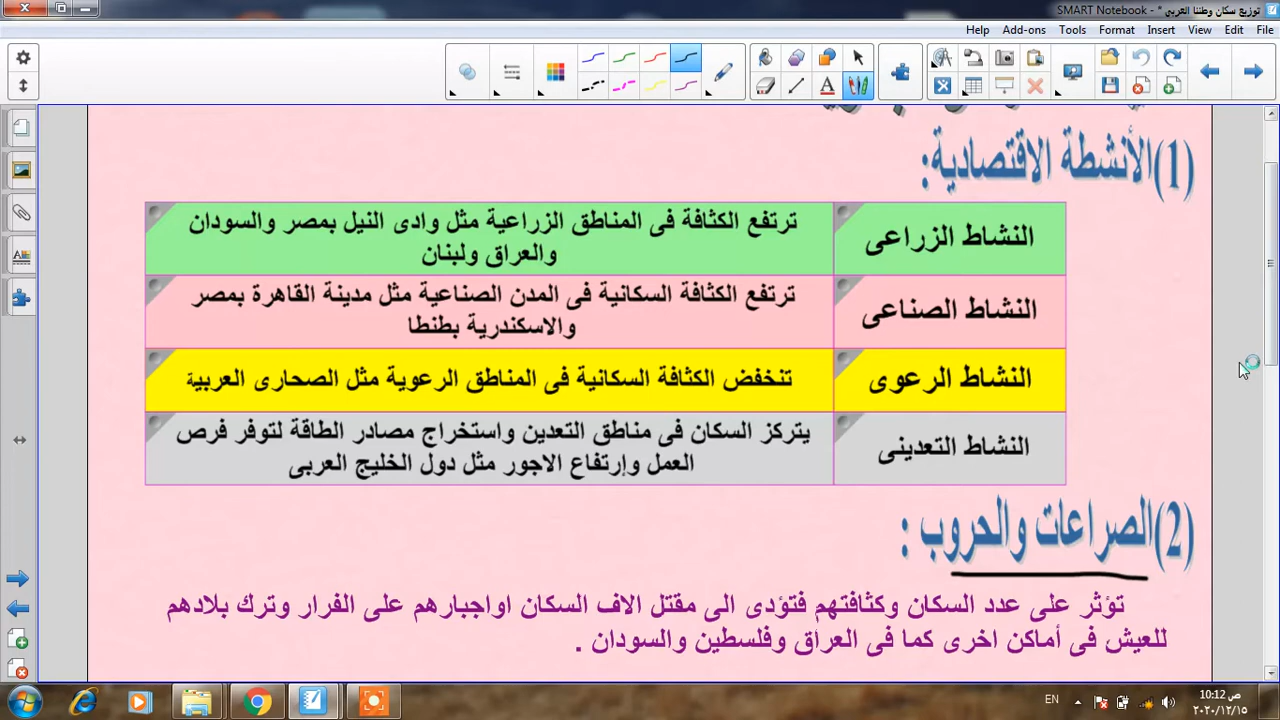 توزيع سكان وطننا العربى * - SMART Notebook
File Edit View Insert Format Tools Add-ons Help
(1)الأنشطة الاقتصادية:
النشاط الزراعى
ترتفع الكثافة فى المناطق الزراعية مثل وادى النيل بمصر والسودان
والعراق ولبنان
النشاط الصناعى
ترتفع الكثافة السكانية فى المدن الصناعية مثل مدينة القاهرة بمصر
والاسكندرية بطنطا
النشاط الرعوى
تنخفض الكثافة السكانية فى المناطق الرعوية مثل الصحارى العربية
النشاط التعدينى
يتركز السكان فى مناطق التعدين واستخراج مصادر الطاقة لتوفر فرص
العمل وإرتفاع الاجور مثل دول الخليج العربى
(2)الصراعات والحروب :
تؤثر على عدد السكان وكثافتهم فتؤدى الى مقتل الاف السكان اواجبارهم على الفرار وترك بلادهم
للعيش فى أماكن اخرى كما فى العراق وفلسطين والسودان .
EN
10:12 ص
٢٠٢٠/١٢/١٥